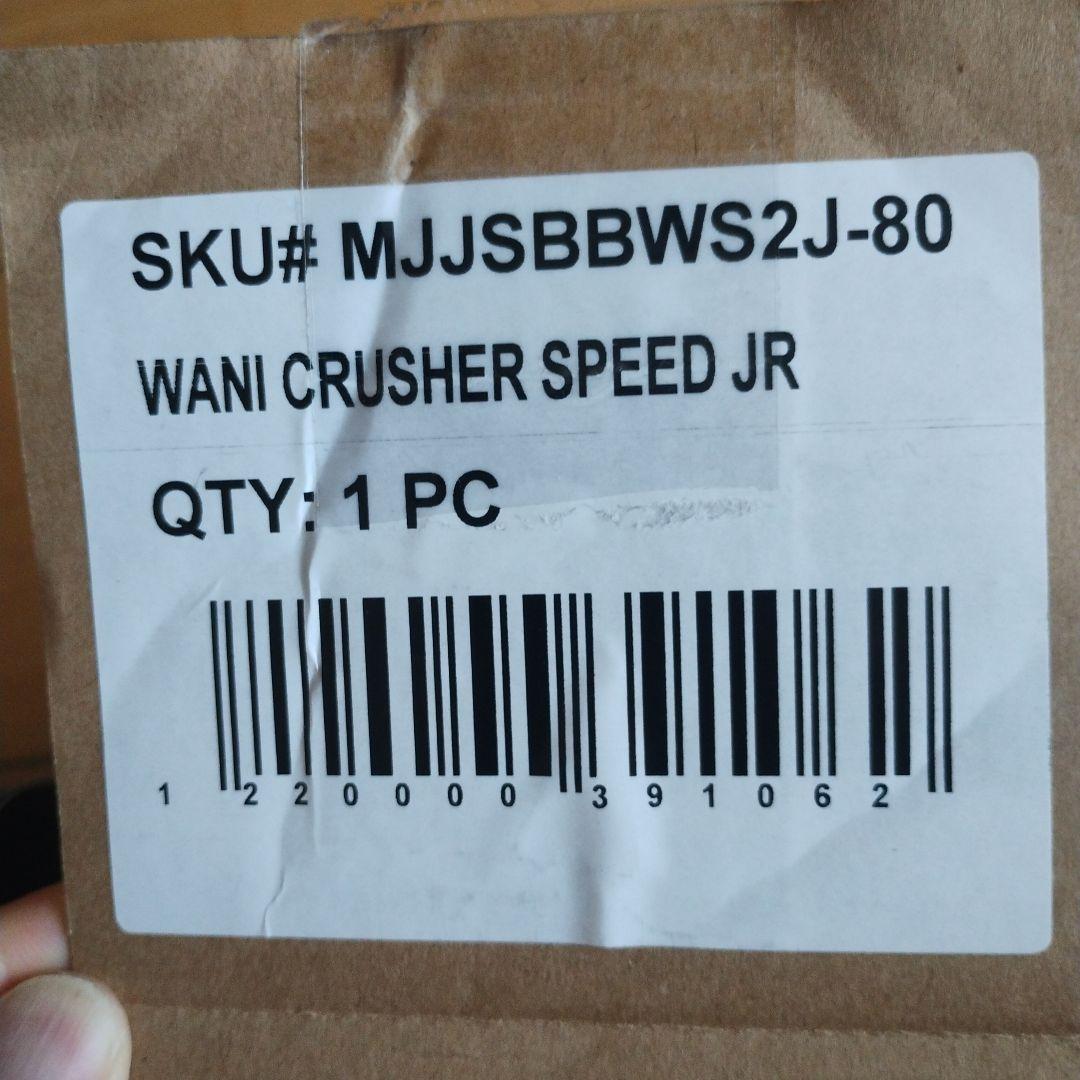 SKU# MJJSBBWS2J-80
WANI CRUSHER SPEED JR
QTY: 1 PC
1 220000 391062